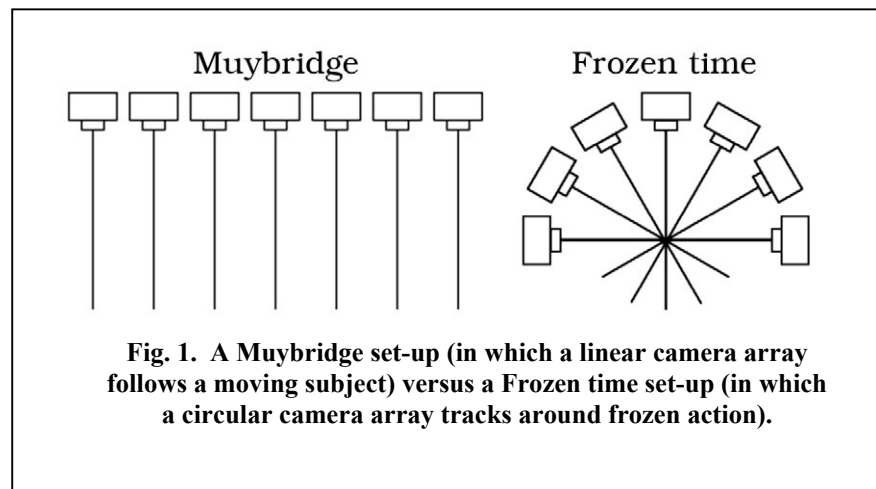 Muybridge
Frozen time
Fig. 1. A Muybridge set-up (in which a linear camera array
follows a moving subject) versus a Frozen time set-up (in which
a circular camera array tracks around frozen action).